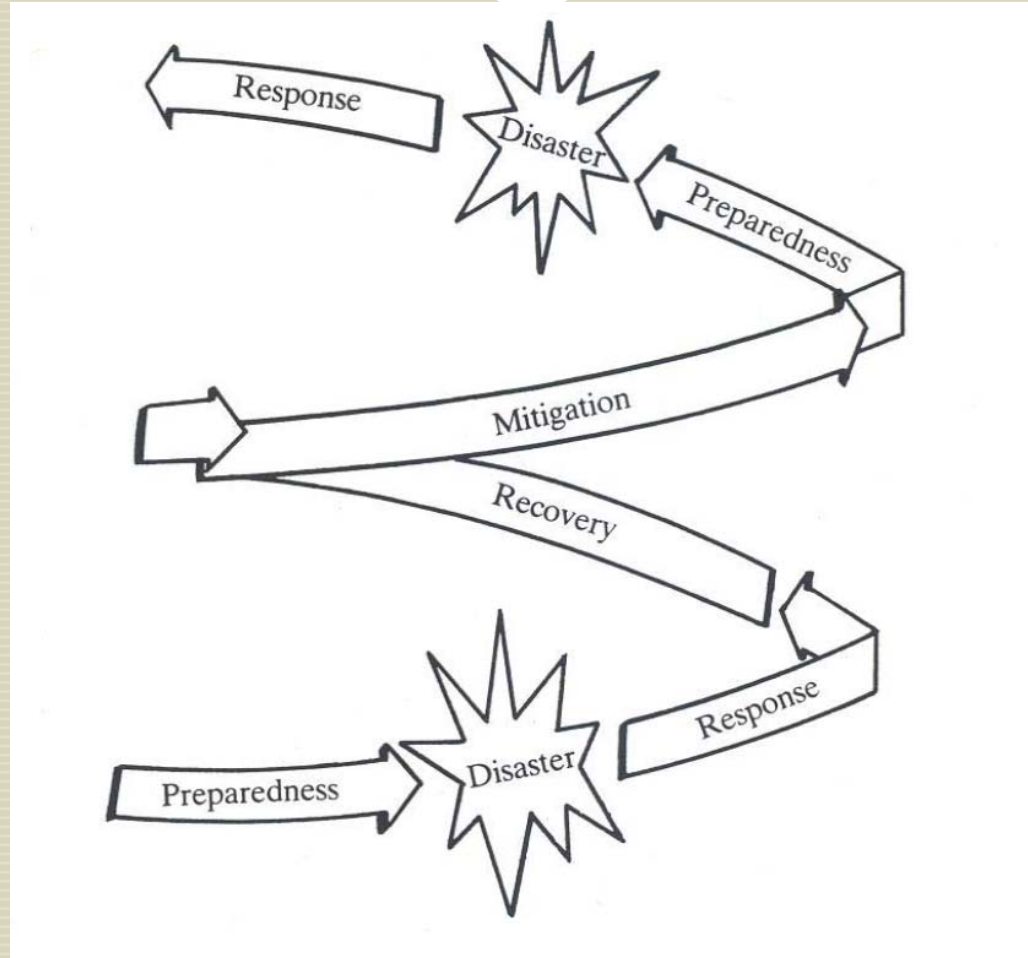 Response
Disaster
Preparedness
Mitigation
Recovery
Response
Disaster
Preparedness